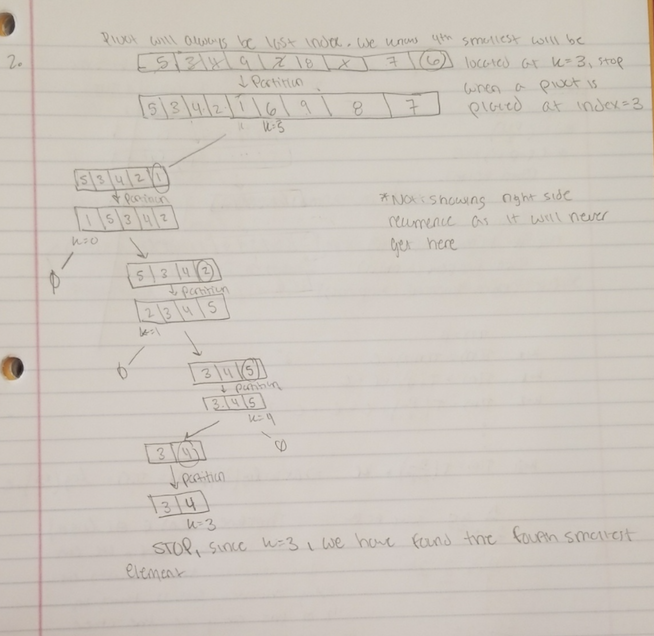 Pivot will always be last index. We know 4th smallest will be
2. 5 3 4 9 2 8 1 7 6 located at k=3, stop
↓ Partition when a pivot is
5 3 4 2 1 6 9 8 7 placed at index=3
5 3 4 2 1
↓ Partition *Not showing right side
1 5 3 4 2 recurrence as it will never
k=0 get here
∅ 5 3 4 2
↓ Partition
2 3 4 5
k=1
∅ 3 4 5
↓ Partition
3 4 5
3 4 ∅
↓ Partition
3 4
k=3
STOP, since k=3, we have found the fourth smallest
element